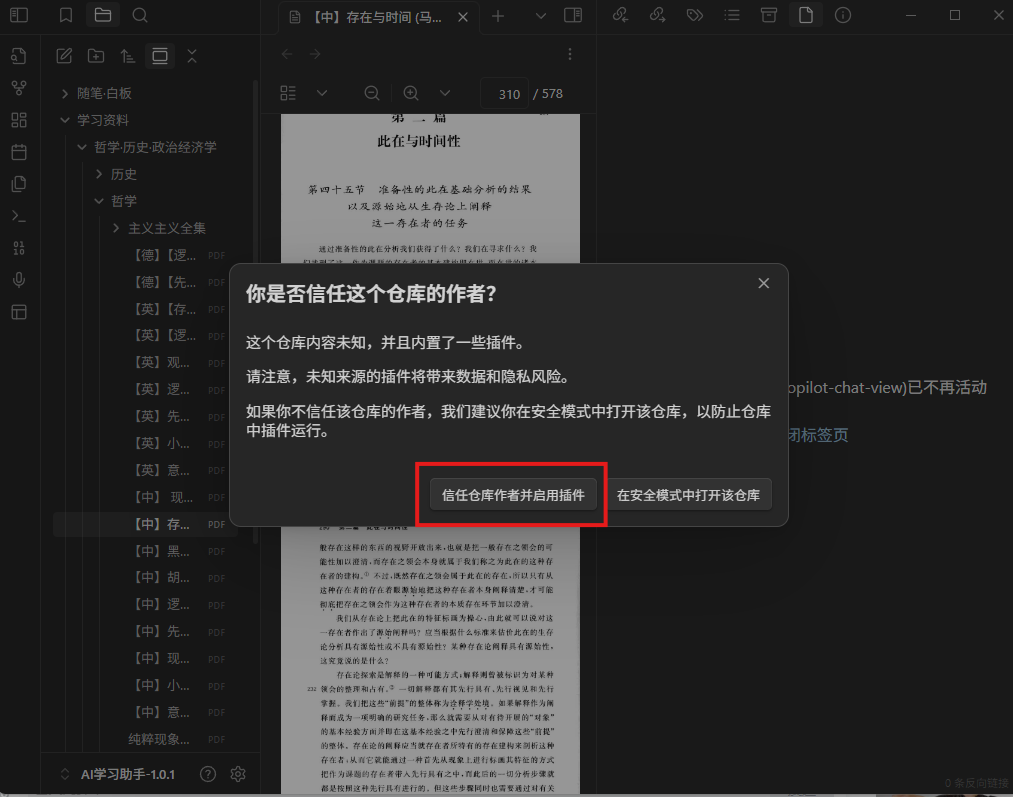 【中】存在与时间 (马...
310 / 578
随笔·白板
学习资料
哲学·历史·政治经济学
历史
哲学
主义主义全集
【德】【逻... PDF
【德】【先... PDF
【英】【存... PDF
【英】【逻... PDF
【英】观... PDF
【英】逻... PDF
【英】先... PDF
【英】小... PDF
【英】意... PDF
【中】 现... PDF
【中】存... PDF
【中】黑... PDF
【中】胡... PDF
【中】逻... PDF
【中】先... PDF
【中】现... PDF
【中】小... PDF
【中】意... PDF
纯粹现象... PDF
AI学习助手-1.0.1
第 二 篇
此在与时间性
第四十五节 准备性的此在基础分析的结果
以及源始地从生存论上阐释
这一存在者的任务
通过准备性的此在分析我们获得了什么?我们在寻求什么?我
你是否信任这个仓库的作者?
这个仓库内容未知，并且内置了一些插件。
请注意，未知来源的插件将带来数据和隐私风险。
如果你不信任该仓库的作者，我们建议你在安全模式中打开该仓库，以防止仓库
中插件运行。
信任仓库作者并启用插件
在安全模式中打开该仓库
opilot-chat-view)已不再活动
闭标签页
般存在这样的东西的视野开放出来,也就是把一般存在之领会的可
能性加以澄清,而存在之领会本身就属于我们称之为此在的这种存
在者的建构。① 不过,既然存在之领会属于此在的存在,所以只有从
这种存在者的存在着眼源始地把这种存在者本身阐释清楚,才可能
彻底把存在之领会作为这种存在者的本质存在环节加以澄清。
我们从存在论上把此在的特征标画为操心,由此就可以说对这
一存在者作出了源始阐释吗? 应当根据什么标准来估价此在的生存
论分析具有源始性或不具有源始性? 某种存在论阐释具有源始性,
这究竟说的是什么?
存在论探索是解释的一种可能方式;解释则曾被标识为对某种
232 领会的整理和占有。② 一切解释都有其先行具有、先行视见和先行
掌握。我们把这些“前提”的整体称为诠释学处境。如果解释作为阐
释而成为一项明确的研究任务,那么就需要从对有待开展的“对象”
的基本经验方面并即在这基本经验之中先行澄清和保障这些“前提”
的整体。存在论的阐释应当就存在者所特有的存在建构来剖析这种
存在者;从而它就能通过一种首先从现象上进行标画其特征的方式
把作为课题的存在者带入先行具有之中,而此后的一切分析步骤就
都是按照这种先行具有进行的。但这些步骤同时也需要通过对有关
0 条反向链接